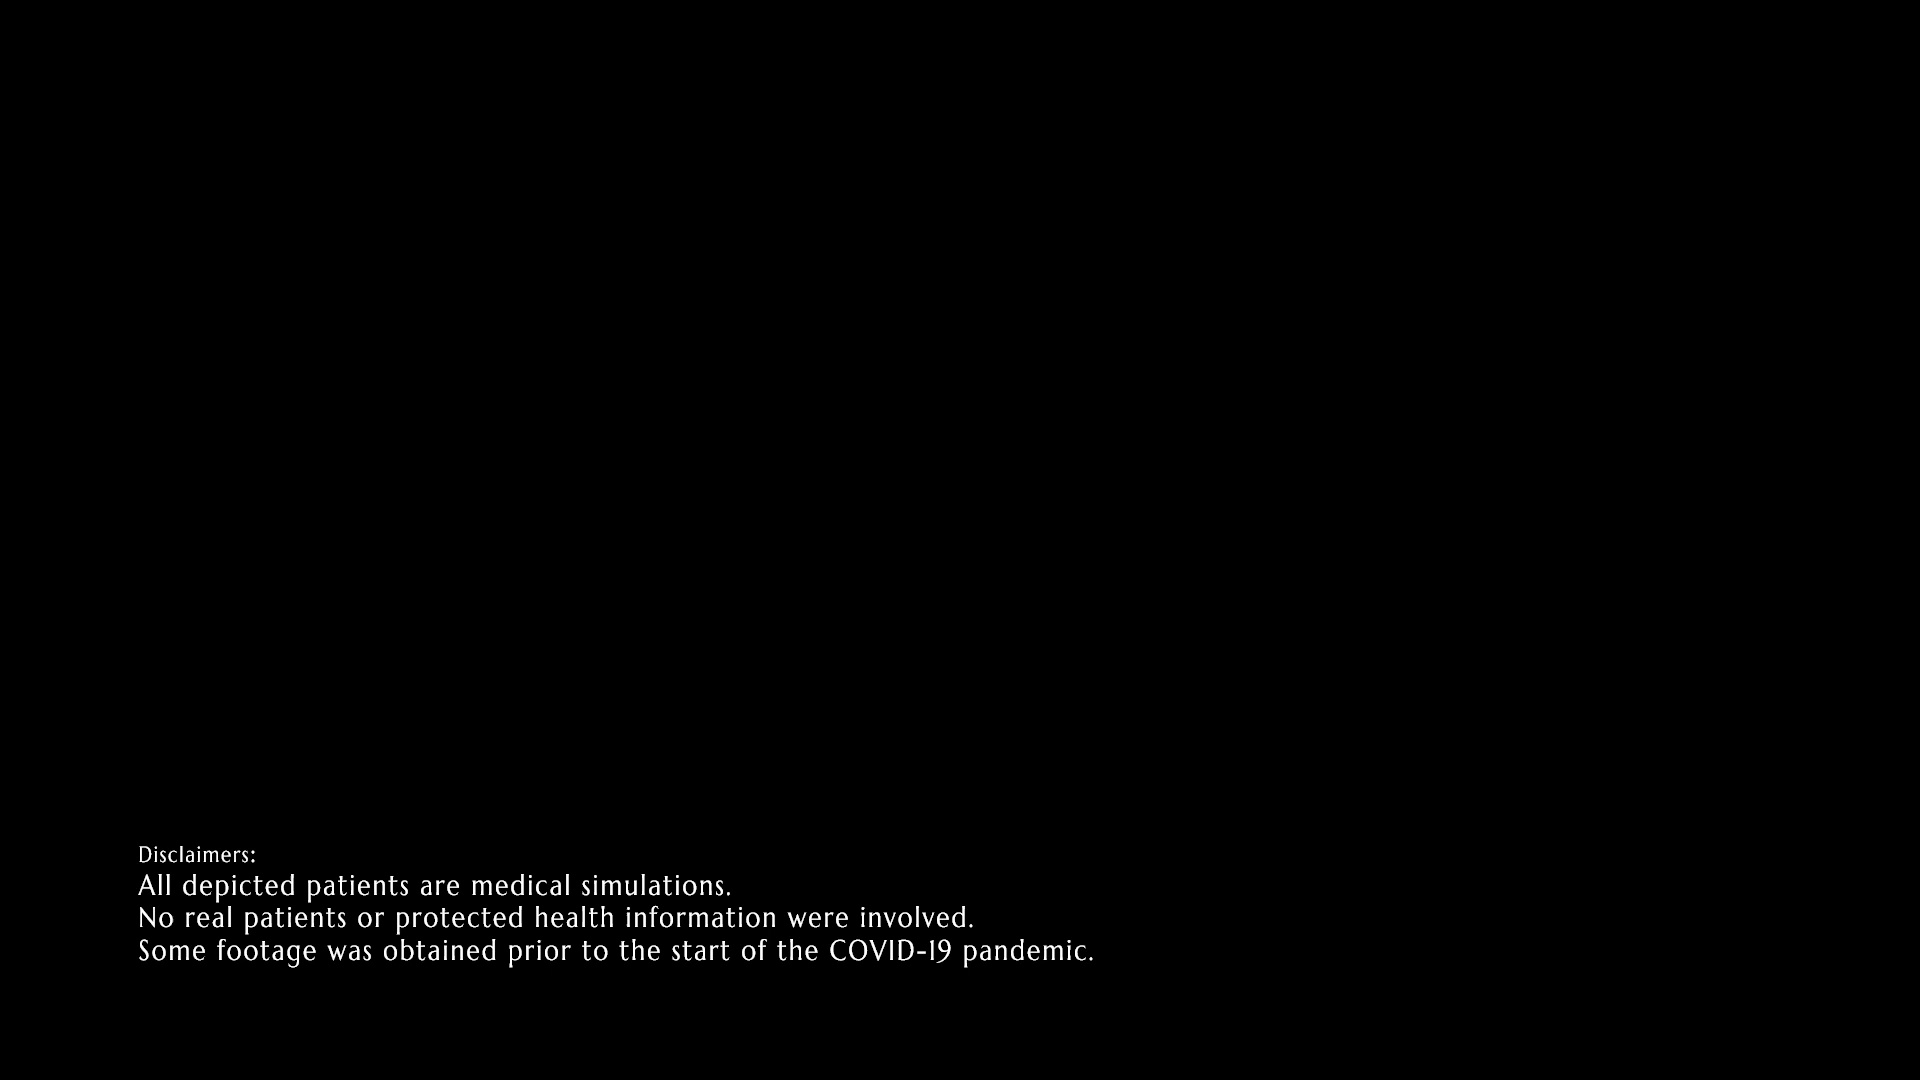 Disclaimers:
All depicted patients are medical simulations.
No real patients or protected health information were involved.
Some footage was obtained prior to the start of the COVID-19 pandemic.